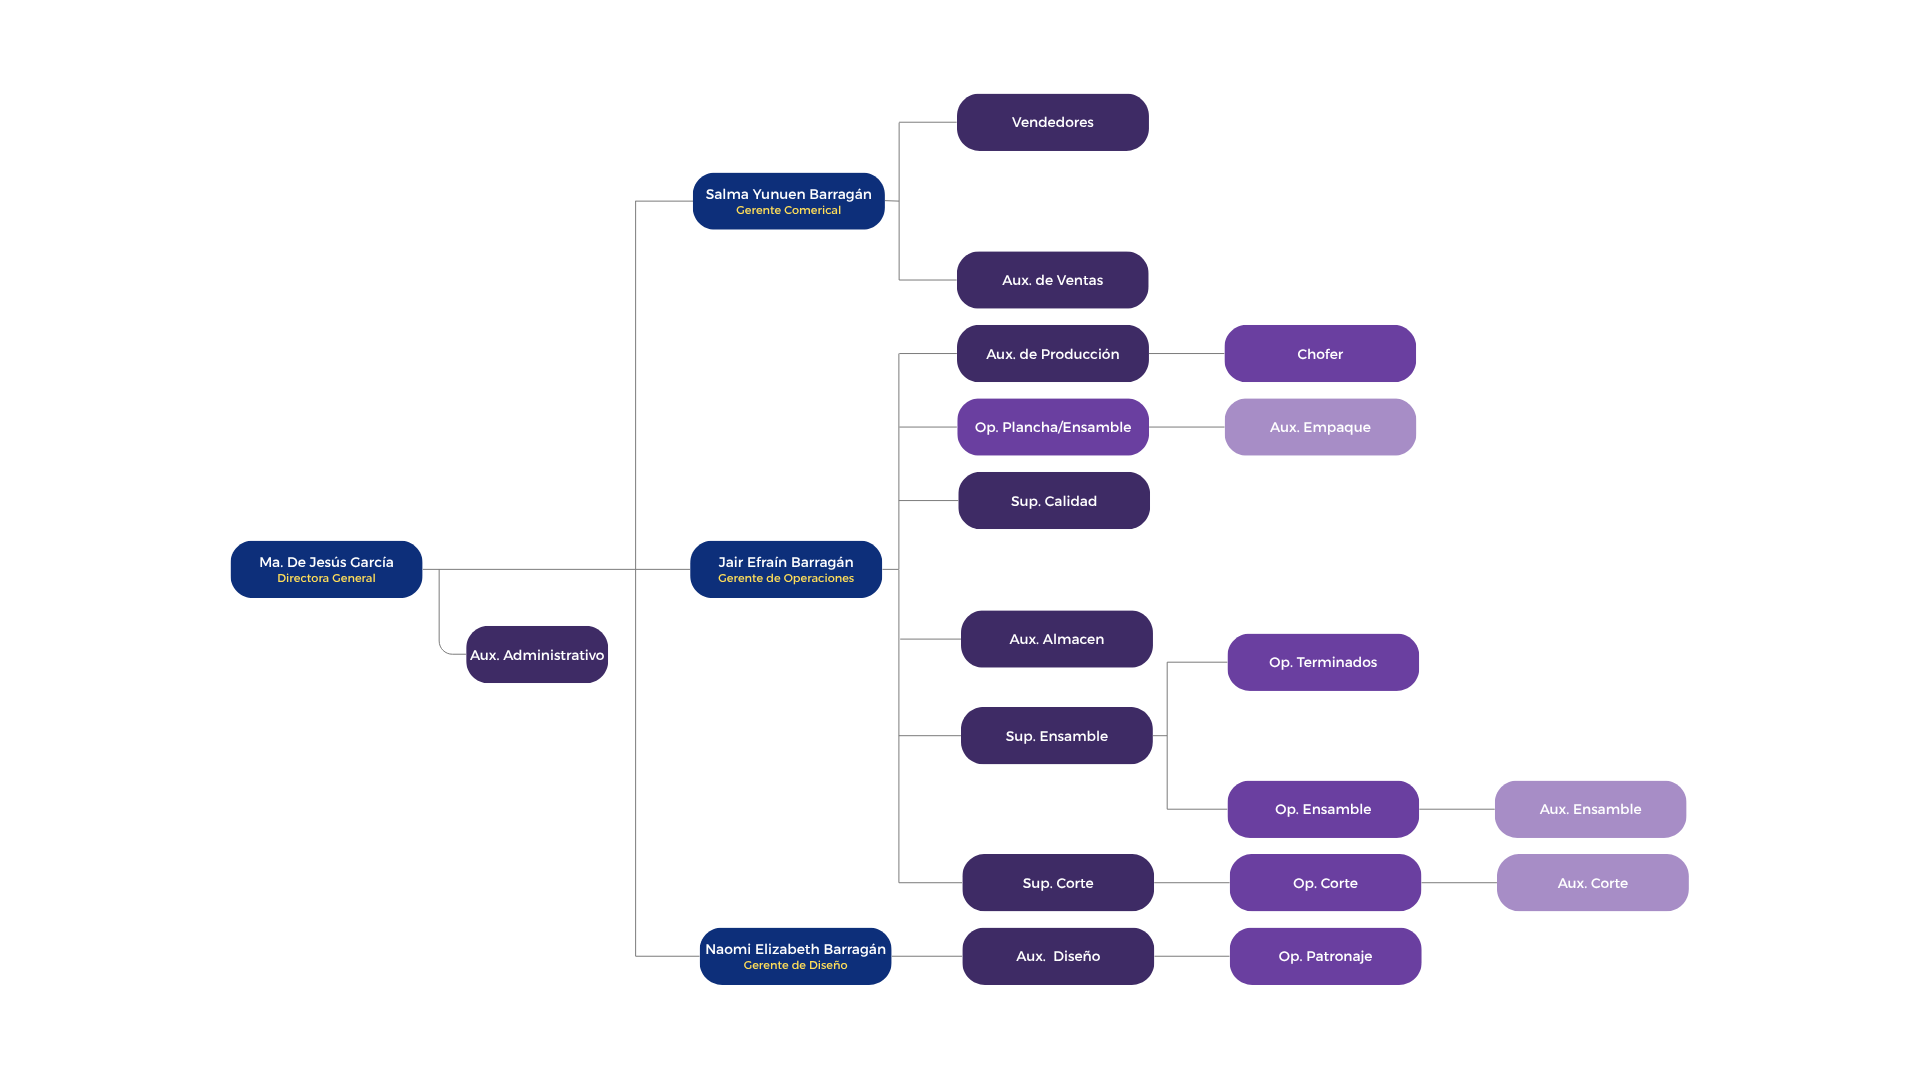 Vendedores
Salma Yunuen Barragán
Gerente Comerical
Aux. de Ventas
Aux. de Producción
Chofer
Op. Plancha/Ensamble
Aux. Empaque
Sup. Calidad
Ma. De Jesús García
Directora General
Jair Efraín Barragán
Gerente de Operaciones
Aux. Administrativo
Aux. Almacen
Op. Terminados
Sup. Ensamble
Op. Ensamble
Aux. Ensamble
Sup. Corte
Op. Corte
Aux. Corte
Naomi Elizabeth Barragán
Gerente de Diseño
Aux.  Diseño
Op. Patronaje